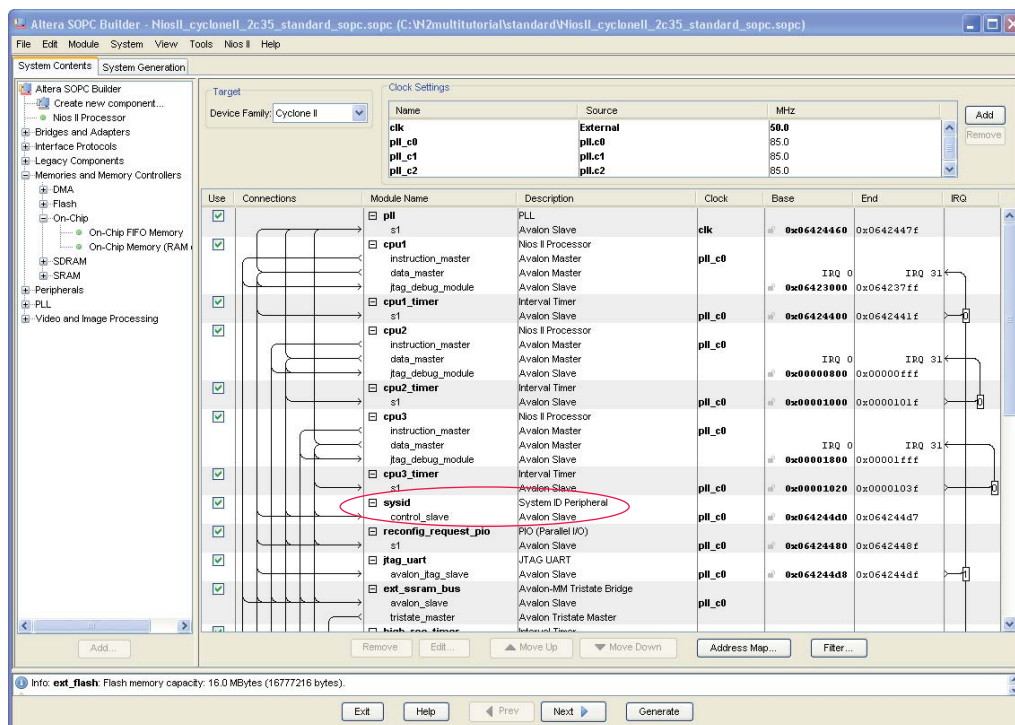 Altera SOPC Builder - NiosII_cycloneII_2c35_standard_sopc.sopc (C:\N2multitutorial\standard\NiosII_cycloneII_2c35_standard_sopc.sopc)
File Edit Module System View Tools Nios II Help
System Contents System Generation
Altera SOPC Builder
Create new component...
Nios II Processor
Bridges and Adapters
Interface Protocols
Legacy Components
Memories and Memory Controllers
DMA
Flash
On-Chip
On-Chip FIFO Memory
On-Chip Memory (RAM
SDRAM
SRAM
Peripherals
PLL
Video and Image Processing
Add...
Target
Device Family: Cyclone II
Clock Settings
Name Source MHz
clk External 50.0
pll_c0 pll.c0 85.0
pll_c1 pll.c1 85.0
pll_c2 pll.c2 85.0
Add
Remove
Use Connections Module Name Description Clock Base End IRQ
pll PLL
s1 Avalon Slave clk 0x06424460 0x0642447f
cpu1 Nios II Processor
instruction_master Avalon Master pll_c0
data_master Avalon Master IRQ 0 IRQ 31
jtag_debug_module Avalon Slave 0x06423000 0x064237ff
cpu1_timer Interval Timer
s1 Avalon Slave pll_c0 0x06424400 0x0642441f 0
cpu2 Nios II Processor
instruction_master Avalon Master pll_c0
data_master Avalon Master IRQ 0 IRQ 31
jtag_debug_module Avalon Slave 0x00000800 0x00000fff
cpu2_timer Interval Timer
s1 Avalon Slave pll_c0 0x00001000 0x0000101f 0
cpu3 Nios II Processor
instruction_master Avalon Master pll_c0
data_master Avalon Master IRQ 0 IRQ 31
jtag_debug_module Avalon Slave 0x00001800 0x00001fff
cpu3_timer Interval Timer
s1 Avalon Slave pll_c0 0x00001020 0x0000103f 0
sysid System ID Peripheral
control_slave Avalon Slave pll_c0 0x064244d0 0x064244d7
reconfig_request_pio PIO (Parallel I/O)
s1 Avalon Slave pll_c0 0x06424480 0x0642448f
jtag_uart JTAG UART
avalon_jtag_slave Avalon Slave pll_c0 0x064244d8 0x064244df 1
ext_ssram_bus Avalon-MM Tristate Bridge
avalon_slave Avalon Slave pll_c0
tristate_master Avalon Tristate Master
high_res_timer Interval Timer
Remove Edit... Move Up Move Down Address Map... Filter...
Info: ext_flash: Flash memory capacity: 16.0 MBytes (16777216 bytes).
Exit Help Prev Next Generate